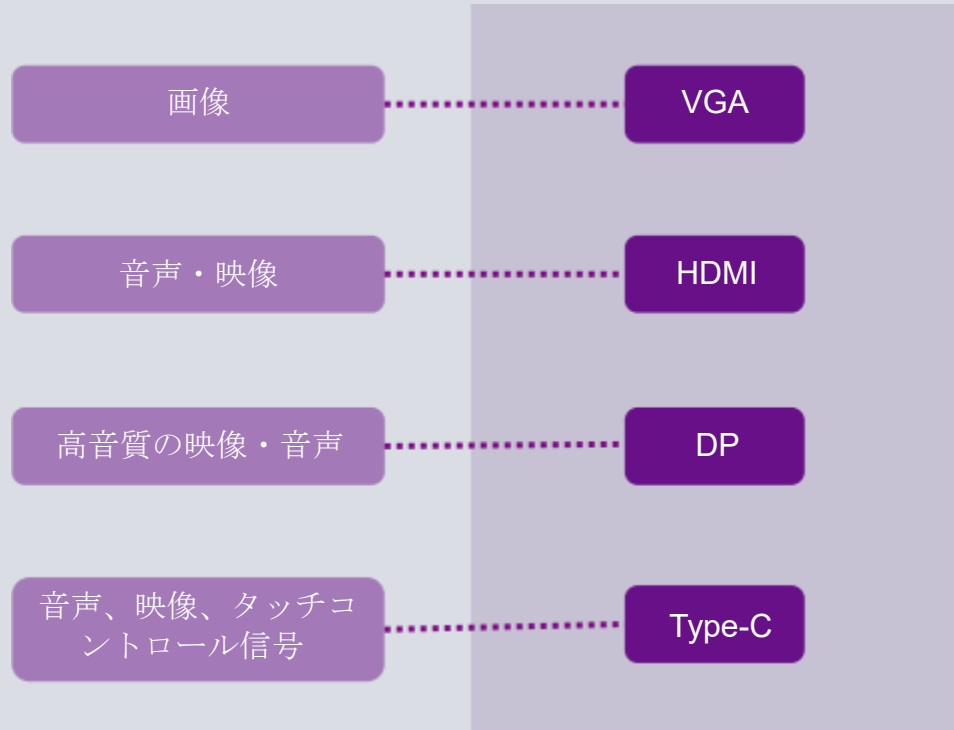 画像
VGA
音声・映像
HDMI
高音質の映像・音声
DP
音声、映像、タッチコ
ントロール信号
Type-C